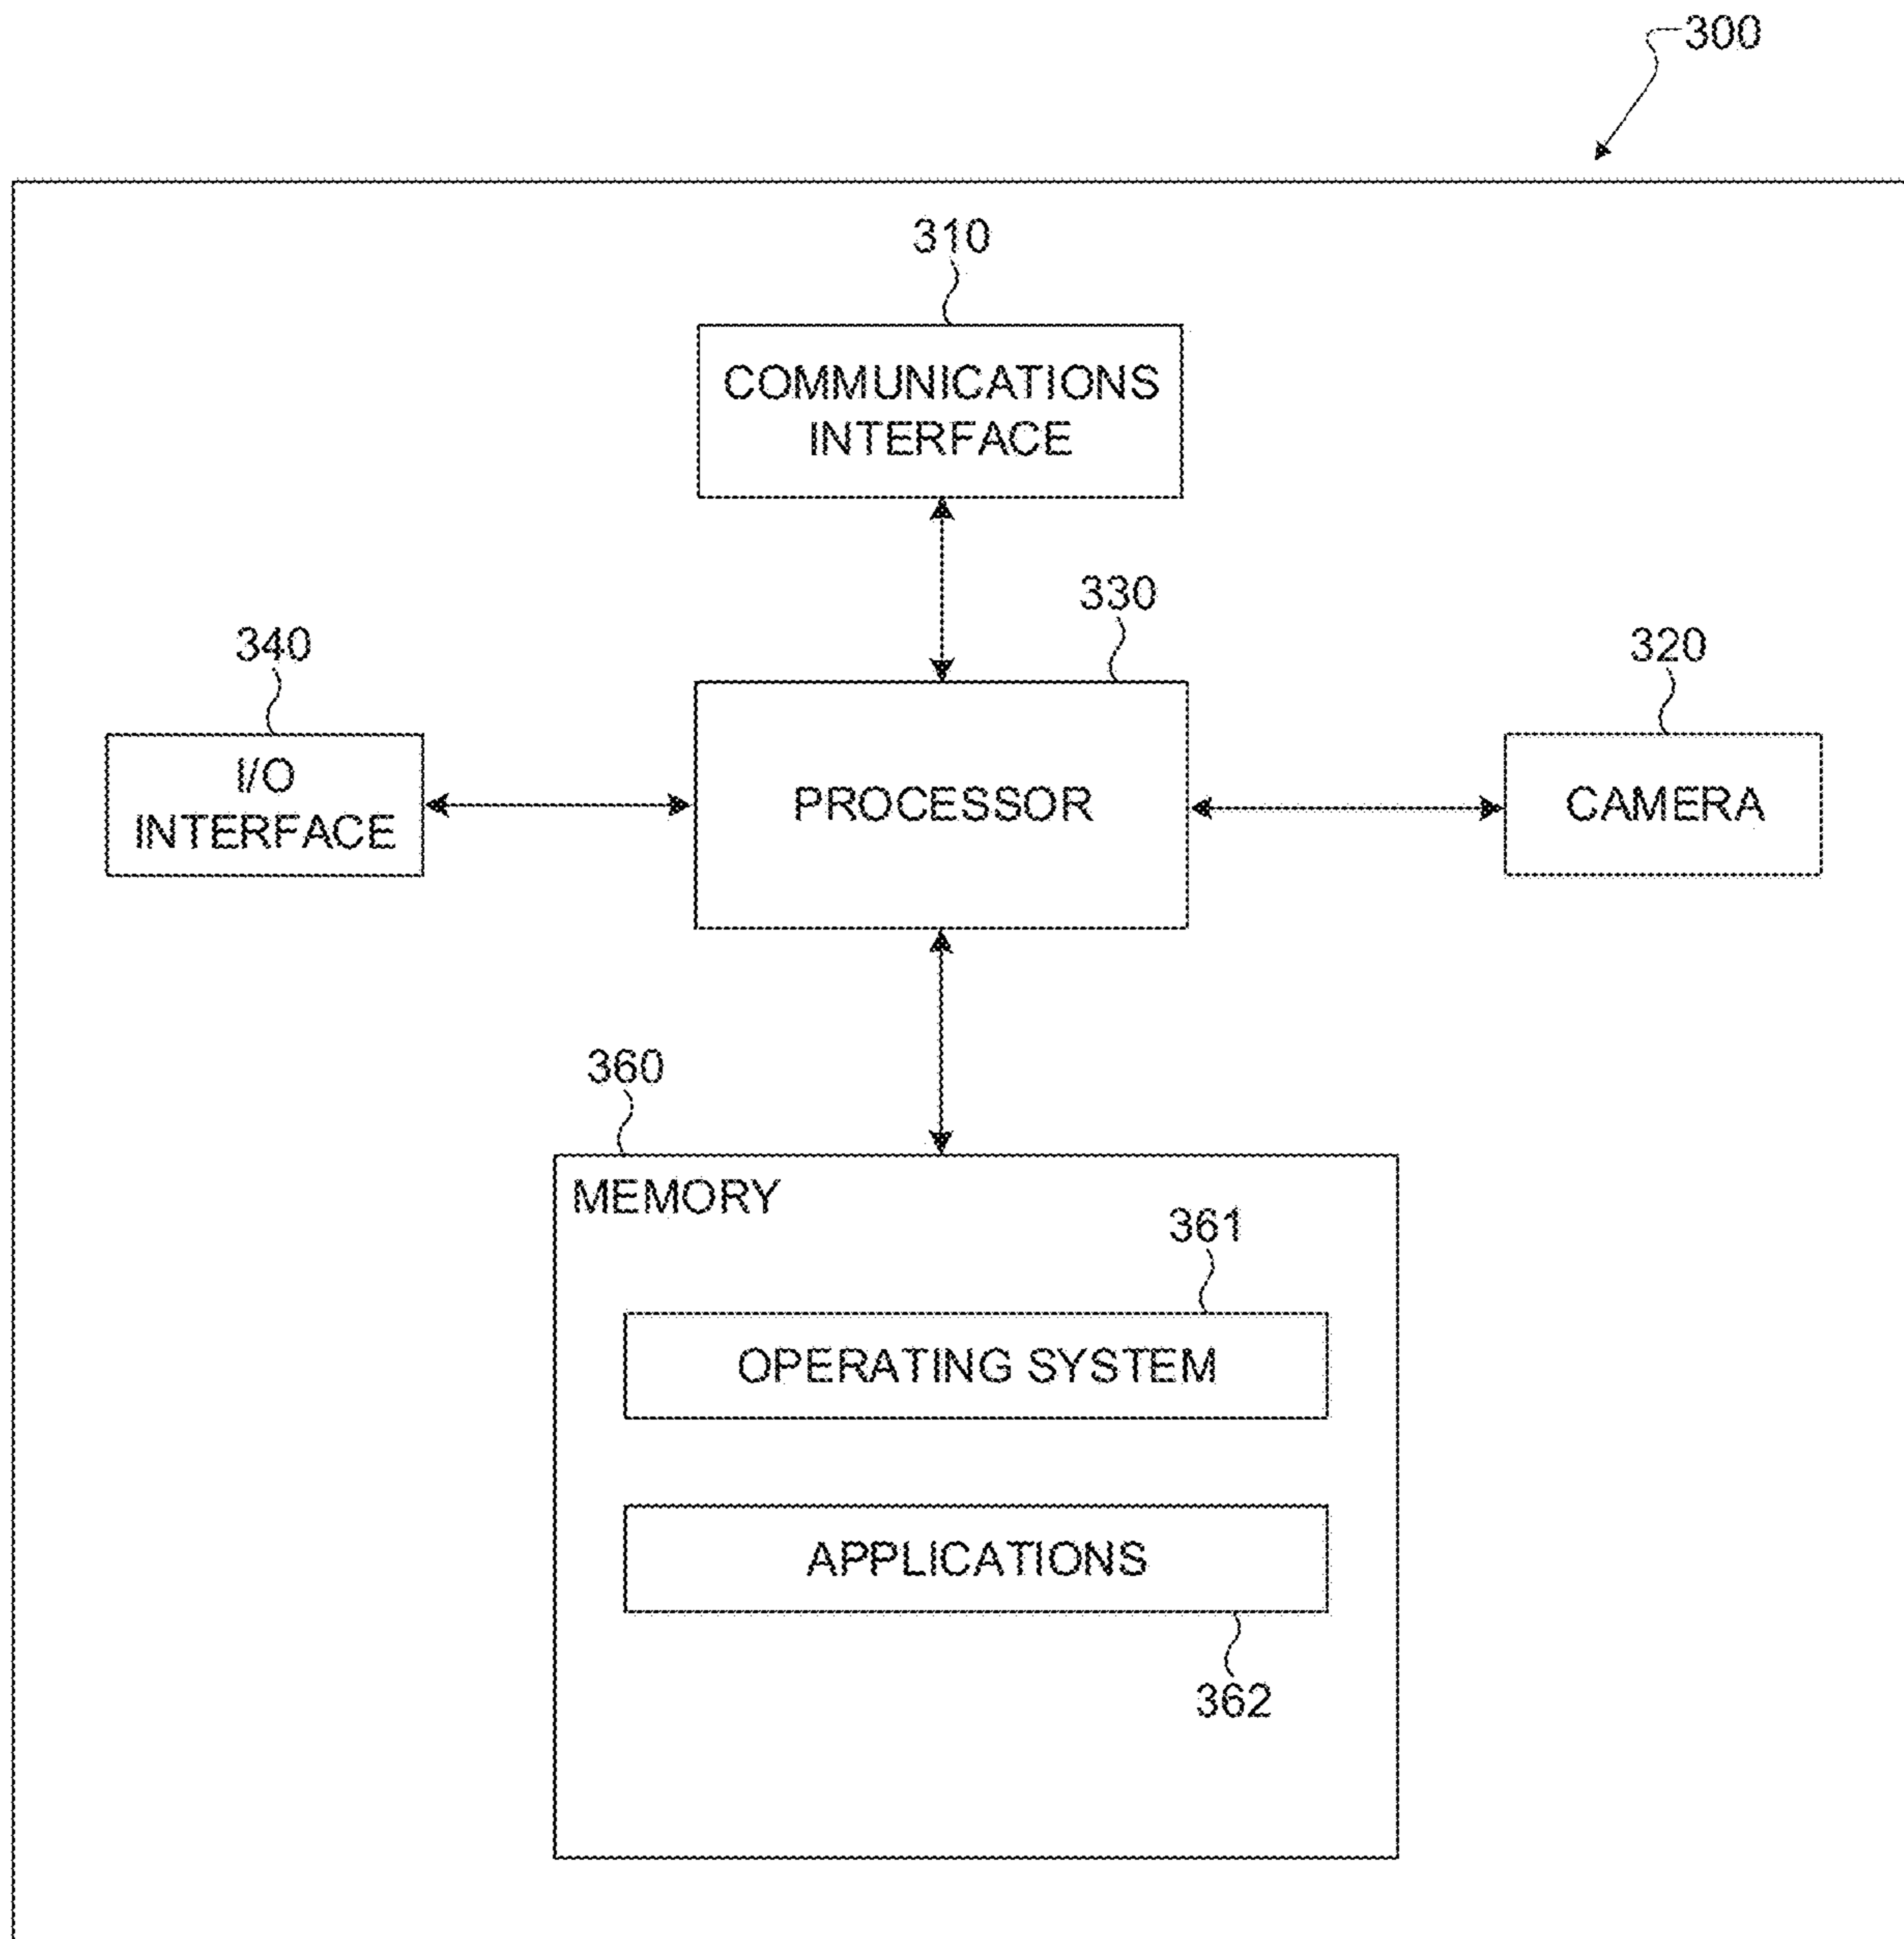 300
310
COMMUNICATIONS
INTERFACE
330
340
320
I/O
INTERFACE
PROCESSOR
CAMERA
360
MEMORY
361
OPERATING SYSTEM
APPLICATIONS
362